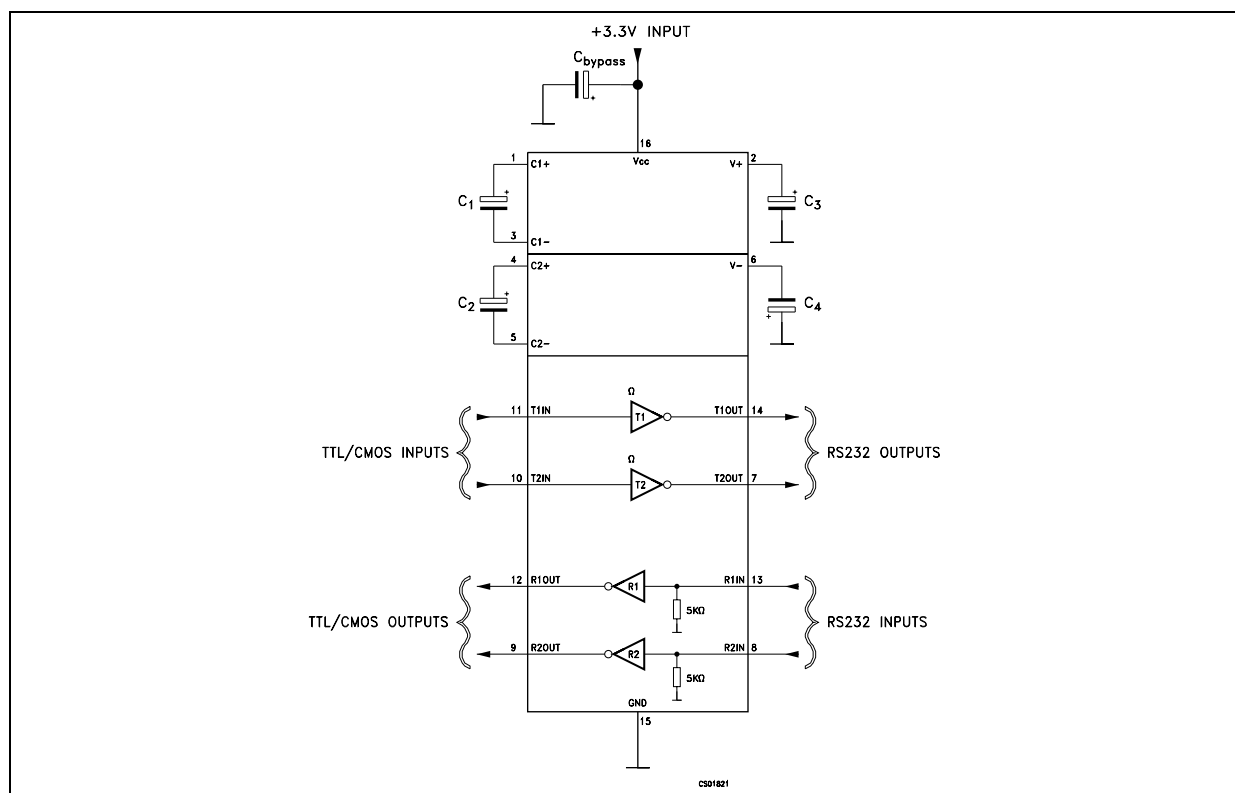 +3.3V INPUT
Cbypass
+
16
Vcc
1 C1+ V+ 2
C1 + + C3
3 C1-
4 C2+ V- 6
C2 + + C4
5 C2-
Ω
11 T1IN T1 T1OUT 14
TTL/CMOS INPUTS RS232 OUTPUTS
Ω
10 T2IN T2 T2OUT 7
12 R1OUT R1 R1IN 13
5KΩ
TTL/CMOS OUTPUTS RS232 INPUTS
9 R2OUT R2 R2IN 8
5KΩ
GND
15
CS01821